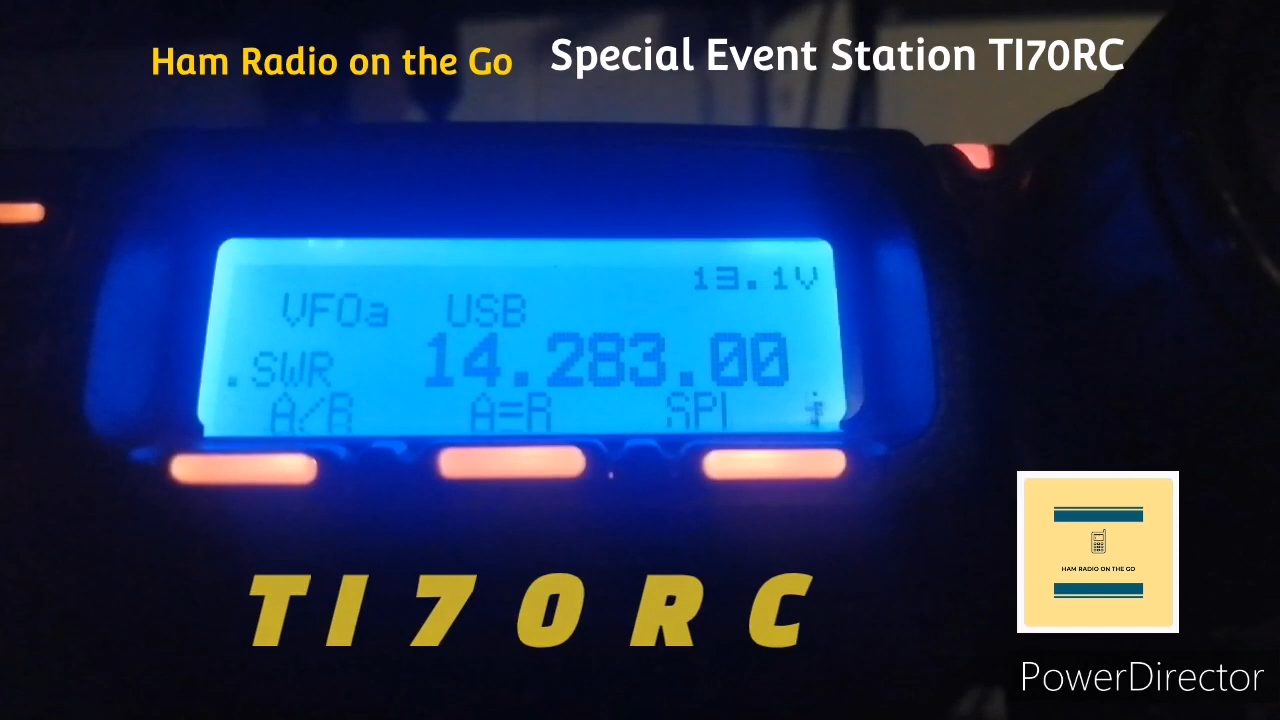 Ham Radio on the Go
Special Event Station TI70RC
13.1V
VFOa USB
.SWR 14.283.00
A/B A=B SPL
TI70RC
HAM RADIO ON THE GO
PowerDirector